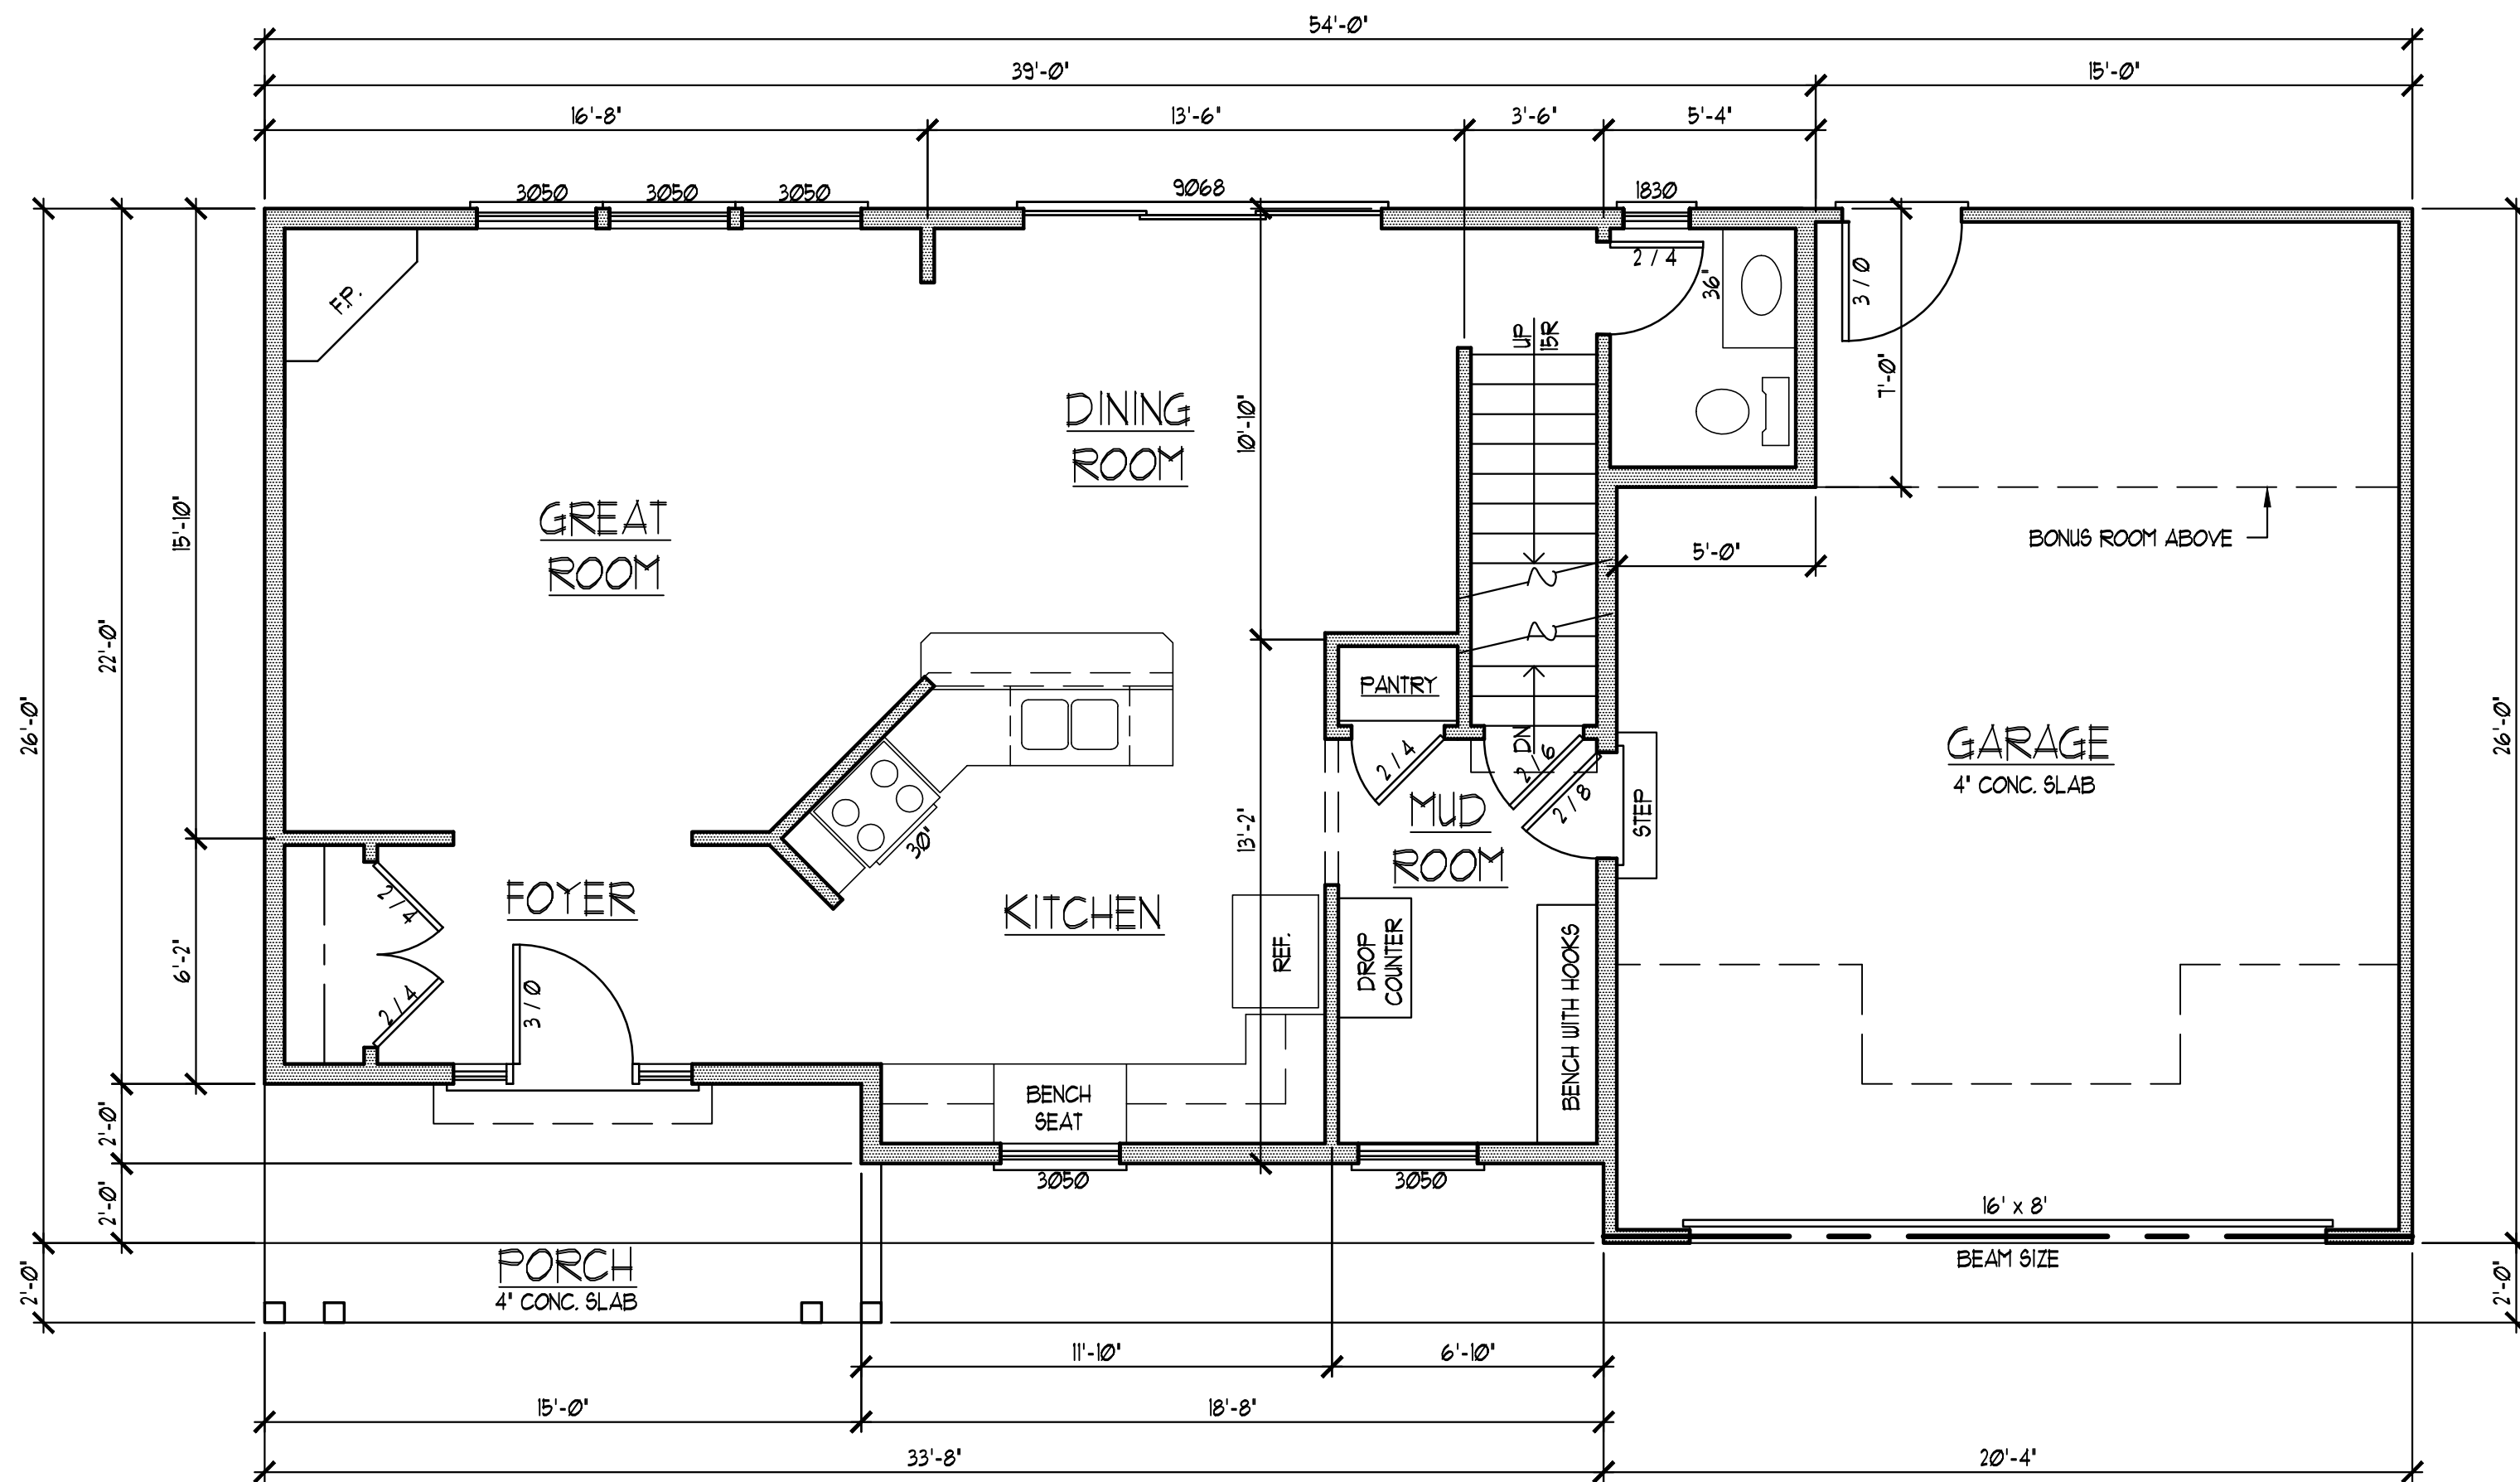 54'-0"
39'-0"
15'-0"
16'-8"
13'-6"
3'-6"
5'-4"
3050
3050
3050
9068
1830
2 / 4
36"
3 / 0
F.P.
UP
15R
7'-0"
DINING
ROOM
10'-10"
GREAT
ROOM
15'-10"
BONUS ROOM ABOVE
5'-0"
22'-0"
26'-0"
26'-0"
PANTRY
DN
2 / 4
2 / 6
2 / 8
STEP
GARAGE
4" CONC. SLAB
MUD
ROOM
13'-2"
30"
FOYER
2 / 4
2 / 4
3 / 0
KITCHEN
REF.
DROP
COUNTER
BENCH WITH HOOKS
6'-2"
BENCH
SEAT
2'-0"
3050
3050
2'-0"
16' x 8'
BEAM SIZE
PORCH
4" CONC. SLAB
2'-0"
2'-0"
11'-10"
6'-10"
15'-0"
18'-8"
33'-8"
20'-4"